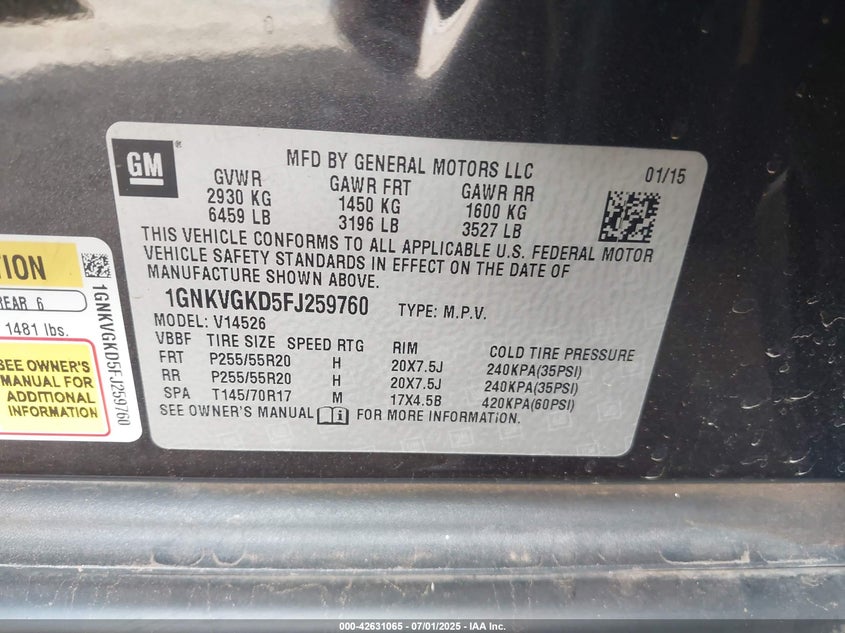 GM
MFD BY GENERAL MOTORS LLC
01/15
GVWR GAWR FRT GAWR RR
2930 KG 1450 KG 1600 KG
6459 LB 3196 LB 3527 LB
THIS VEHICLE CONFORMS TO ALL APPLICABLE U.S. FEDERAL MOTOR
VEHICLE SAFETY STANDARDS IN EFFECT ON THE DATE OF
MANUFACTURE SHOWN ABOVE.
1GNKVGKD5FJ259760 TYPE: M.P.V.
MODEL: V14526
VBBF TIRE SIZE SPEED RTG RIM COLD TIRE PRESSURE
FRT P255/55R20 H 20X7.5J 240KPA(35PSI)
RR P255/55R20 H 20X7.5J 240KPA(35PSI)
SPA T145/70R17 M 17X4.5B 420KPA(60PSI)
SEE OWNER'S MANUAL FOR MORE INFORMATION.
TION
REAR 6
1481 lbs.
SEE OWNER'S
MANUAL FOR
ADDITIONAL
INFORMATION
1GNKVGKD5FJ259760
000-42631065 - 07/01/2025 - IAA Inc.